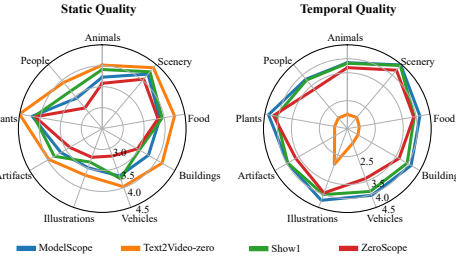 Static Quality
Temporal Quality
Animals
Scenery
Food
Buildings
Vehicles
Illustrations
Artifacts
lants
People
3.0
3.5
4.0
4.5
Animals
Scenery
Food
Building
Vehicles
Illustrations
Artifacts
Plants
People
2.5
3.5
4.0
4.5
ModelScope
Text2Video-zero
Show1
ZeroScope